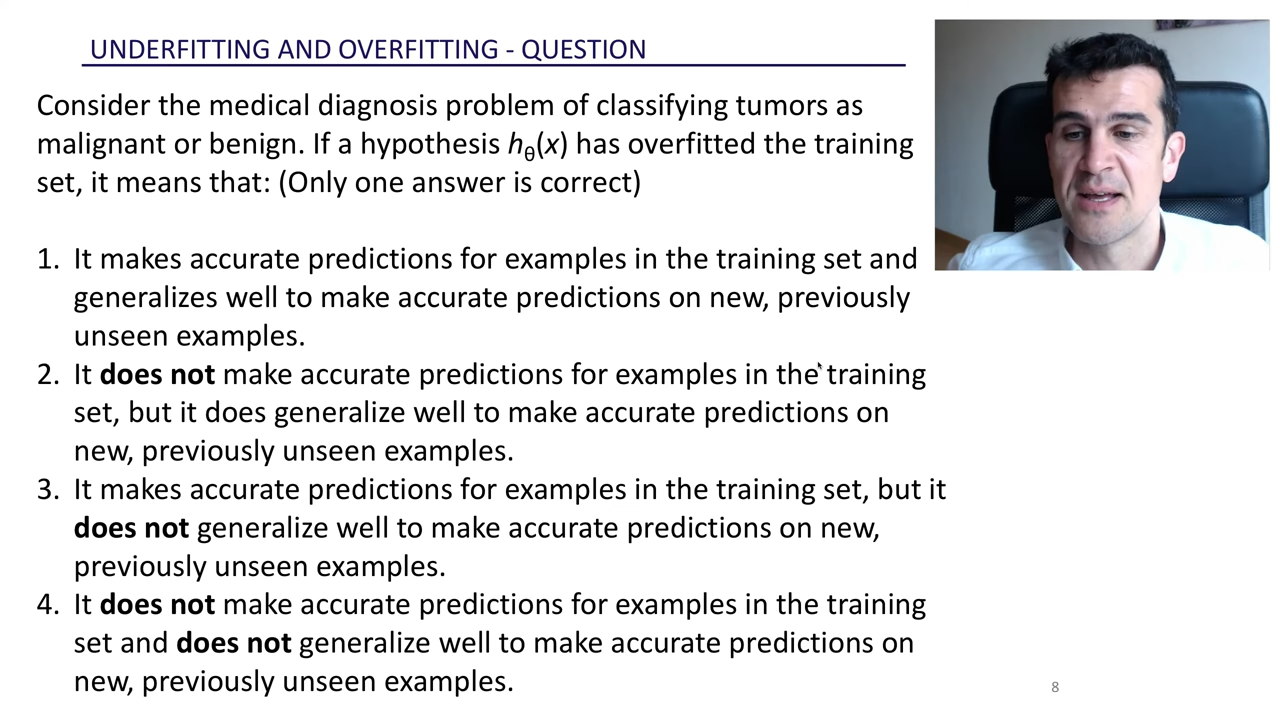 UNDERFITTING AND OVERFITTING - QUESTION
Consider the medical diagnosis problem of classifying tumors as
malignant or benign. If a hypothesis hθ(x) has overfitted the training
set, it means that: (Only one answer is correct)
1. It makes accurate predictions for examples in the training set and
generalizes well to make accurate predictions on new, previously
unseen examples.
2. It does not make accurate predictions for examples in the training
set, but it does generalize well to make accurate predictions on
new, previously unseen examples.
3. It makes accurate predictions for examples in the training set, but it
does not generalize well to make accurate predictions on new,
previously unseen examples.
4. It does not make accurate predictions for examples in the training
set and does not generalize well to make accurate predictions on
new, previously unseen examples.
8